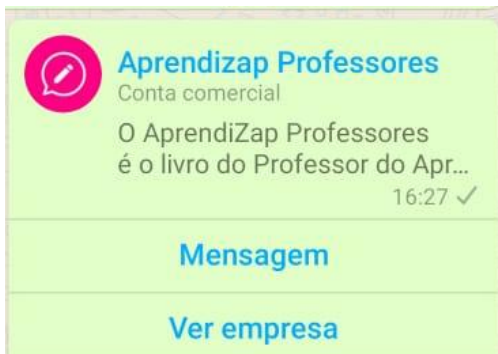 Aprendizap Professores
Conta comercial
O AprendiZap Professores
é o livro do Professor do Apr...
16:27
Mensagem
Ver empresa